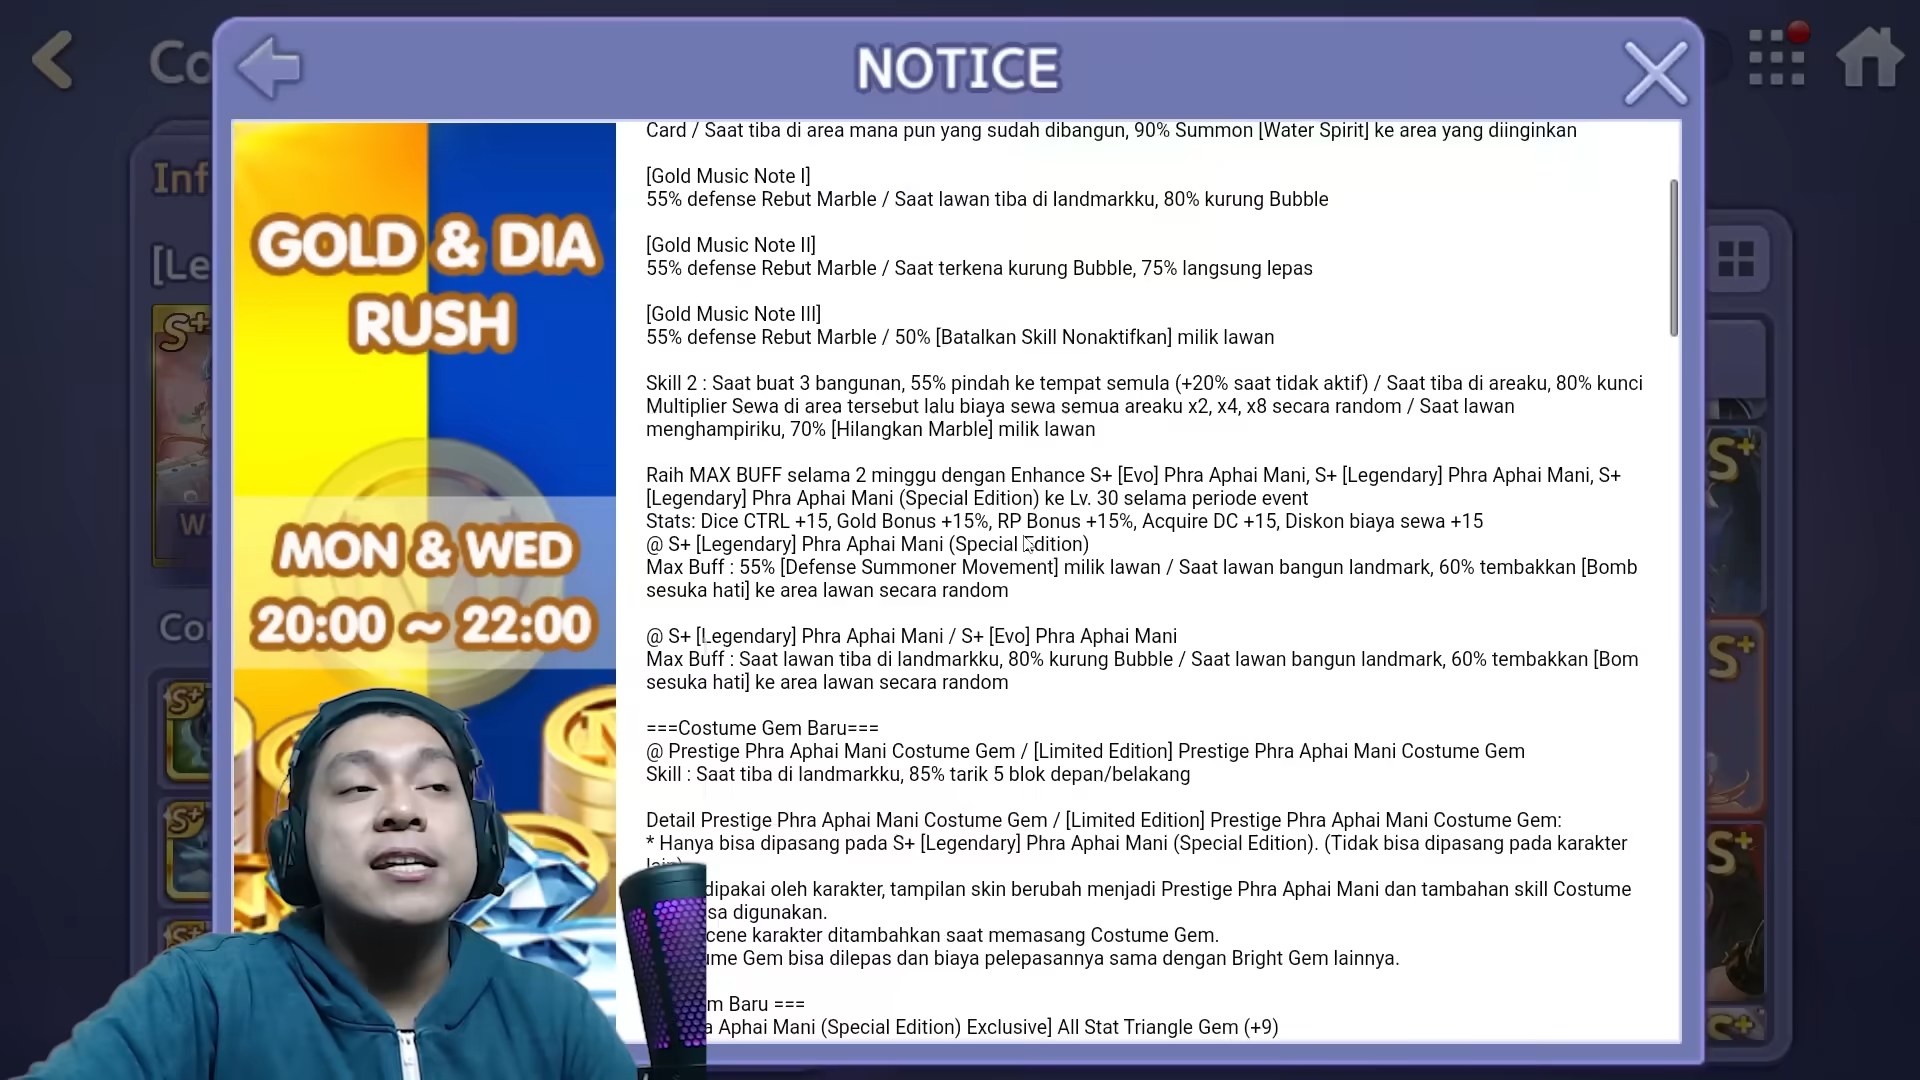 Co
NOTICE
Inf
[Le
S+
W
Con
S+
S+
S+
GOLD & DIA
RUSH
MON & WED
20:00 ~ 22:00
Card / Saat tiba di area mana pun yang sudah dibangun, 90% Summon [Water Spirit] ke area yang diinginkan
[Gold Music Note I]
55% defense Rebut Marble / Saat lawan tiba di landmarkku, 80% kurung Bubble
[Gold Music Note II]
55% defense Rebut Marble / Saat terkena kurung Bubble, 75% langsung lepas
[Gold Music Note III]
55% defense Rebut Marble / 50% [Batalkan Skill Nonaktifkan] milik lawan
Skill 2 : Saat buat 3 bangunan, 55% pindah ke tempat semula (+20% saat tidak aktif) / Saat tiba di areaku, 80% kunci
Multiplier Sewa di area tersebut lalu biaya sewa semua areaku x2, x4, x8 secara random / Saat lawan
menghampiriku, 70% [Hilangkan Marble] milik lawan
Raih MAX BUFF selama 2 minggu dengan Enhance S+ [Evo] Phra Aphai Mani, S+ [Legendary] Phra Aphai Mani, S+
[Legendary] Phra Aphai Mani (Special Edition) ke Lv. 30 selama periode event
Stats: Dice CTRL +15, Gold Bonus +15%, RP Bonus +15%, Acquire DC +15, Diskon biaya sewa +15
@ S+ [Legendary] Phra Aphai Mani (Special Edition)
Max Buff : 55% [Defense Summoner Movement] milik lawan / Saat lawan bangun landmark, 60% tembakkan [Bomb
sesuka hati] ke area lawan secara random
@ S+ [Legendary] Phra Aphai Mani / S+ [Evo] Phra Aphai Mani
Max Buff : Saat lawan tiba di landmarkku, 80% kurung Bubble / Saat lawan bangun landmark, 60% tembakkan [Bom
sesuka hati] ke area lawan secara random
===Costume Gem Baru===
@ Prestige Phra Aphai Mani Costume Gem / [Limited Edition] Prestige Phra Aphai Mani Costume Gem
Skill : Saat tiba di landmarkku, 85% tarik 5 blok depan/belakang
Detail Prestige Phra Aphai Mani Costume Gem / [Limited Edition] Prestige Phra Aphai Mani Costume Gem:
* Hanya bisa dipasang pada S+ [Legendary] Phra Aphai Mani (Special Edition). (Tidak bisa dipasang pada karakter
lain)
dipakai oleh karakter, tampilan skin berubah menjadi Prestige Phra Aphai Mani dan tambahan skill Costume
sa digunakan.
cene karakter ditambahkan saat memasang Costume Gem.
ume Gem bisa dilepas dan biaya pelepasannya sama dengan Bright Gem lainnya.
m Baru ===
a Aphai Mani (Special Edition) Exclusive] All Stat Triangle Gem (+9)
S+
S+
S+
S+